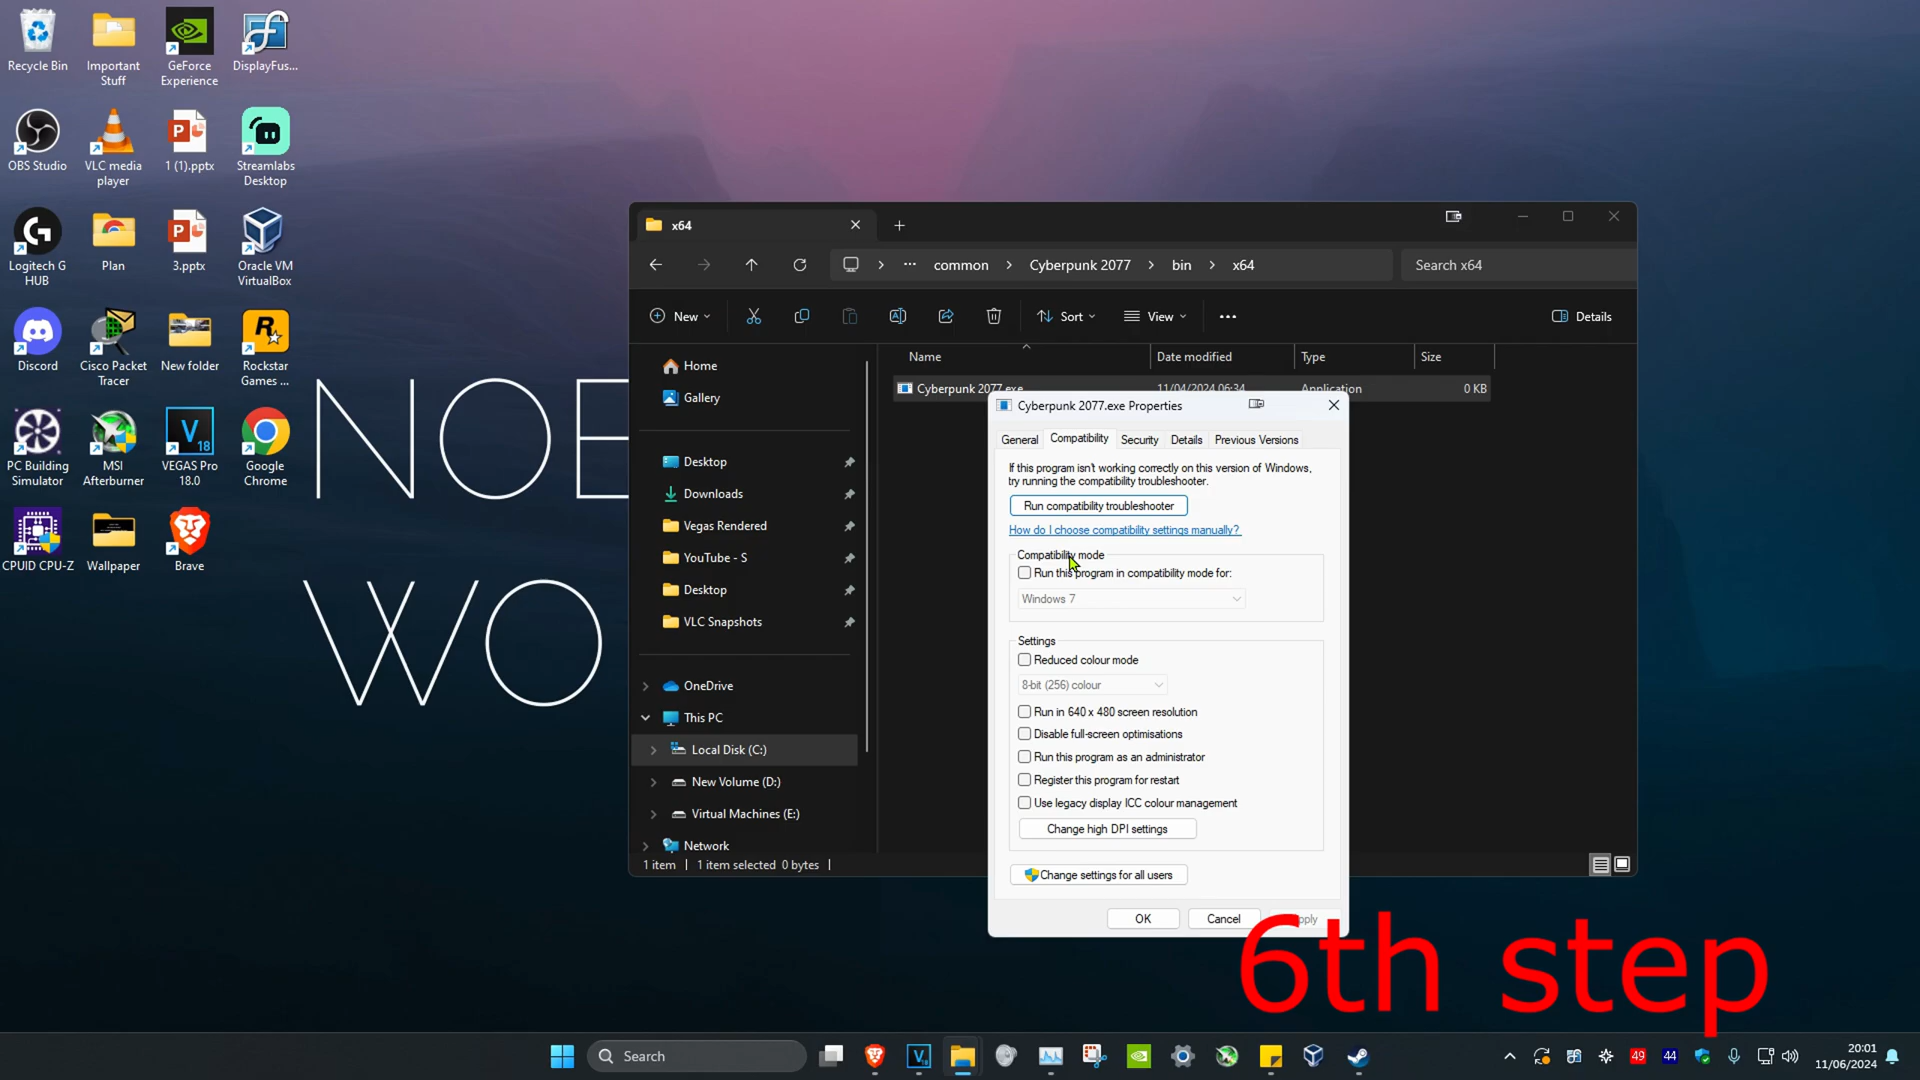 Recycle Bin
Important
Stuff
GeForce
Experience
DisplayFus...
OBS Studio
VLC media
player
1 (1).pptx
Streamlabs
Desktop
Logitech G
HUB
Plan
3.pptx
Oracle VM
VirtualBox
Discord
Cisco Packet
Tracer
New folder
Rockstar
Games ...
PC Building
Simulator
MSI
Afterburner
VEGAS Pro
18.0
Google
Chrome
CPUID CPU-Z
Wallpaper
Brave
NOE
WO
x64
common > Cyberpunk 2077 > bin > x64
Search x64
New
Sort
View
Details
Name
Date modified
Type
Size
Cyberpunk 2077.exe
11/04/2024 06:34
Application
0 KB
Home
Gallery
Desktop
Downloads
Vegas Rendered
YouTube - S
Desktop
VLC Snapshots
OneDrive
This PC
Local Disk (C:)
New Volume (D:)
Virtual Machines (E:)
Network
1 item | 1 item selected 0 bytes |
Cyberpunk 2077.exe Properties
General Compatibility Security Details Previous Versions
If this program isn't working correctly on this version of Windows,
try running the compatibility troubleshooter.
Run compatibility troubleshooter
How do I choose compatibility settings manually?
Compatibility mode
Run this program in compatibility mode for:
Windows 7
Settings
Reduced colour mode
8-bit (256) colour
Run in 640 x 480 screen resolution
Disable full-screen optimisations
Run this program as an administrator
Register this program for restart
Use legacy display ICC colour management
Change high DPI settings
Change settings for all users
OK
Cancel
6th step
Search
49
44
20:01
11/06/2024